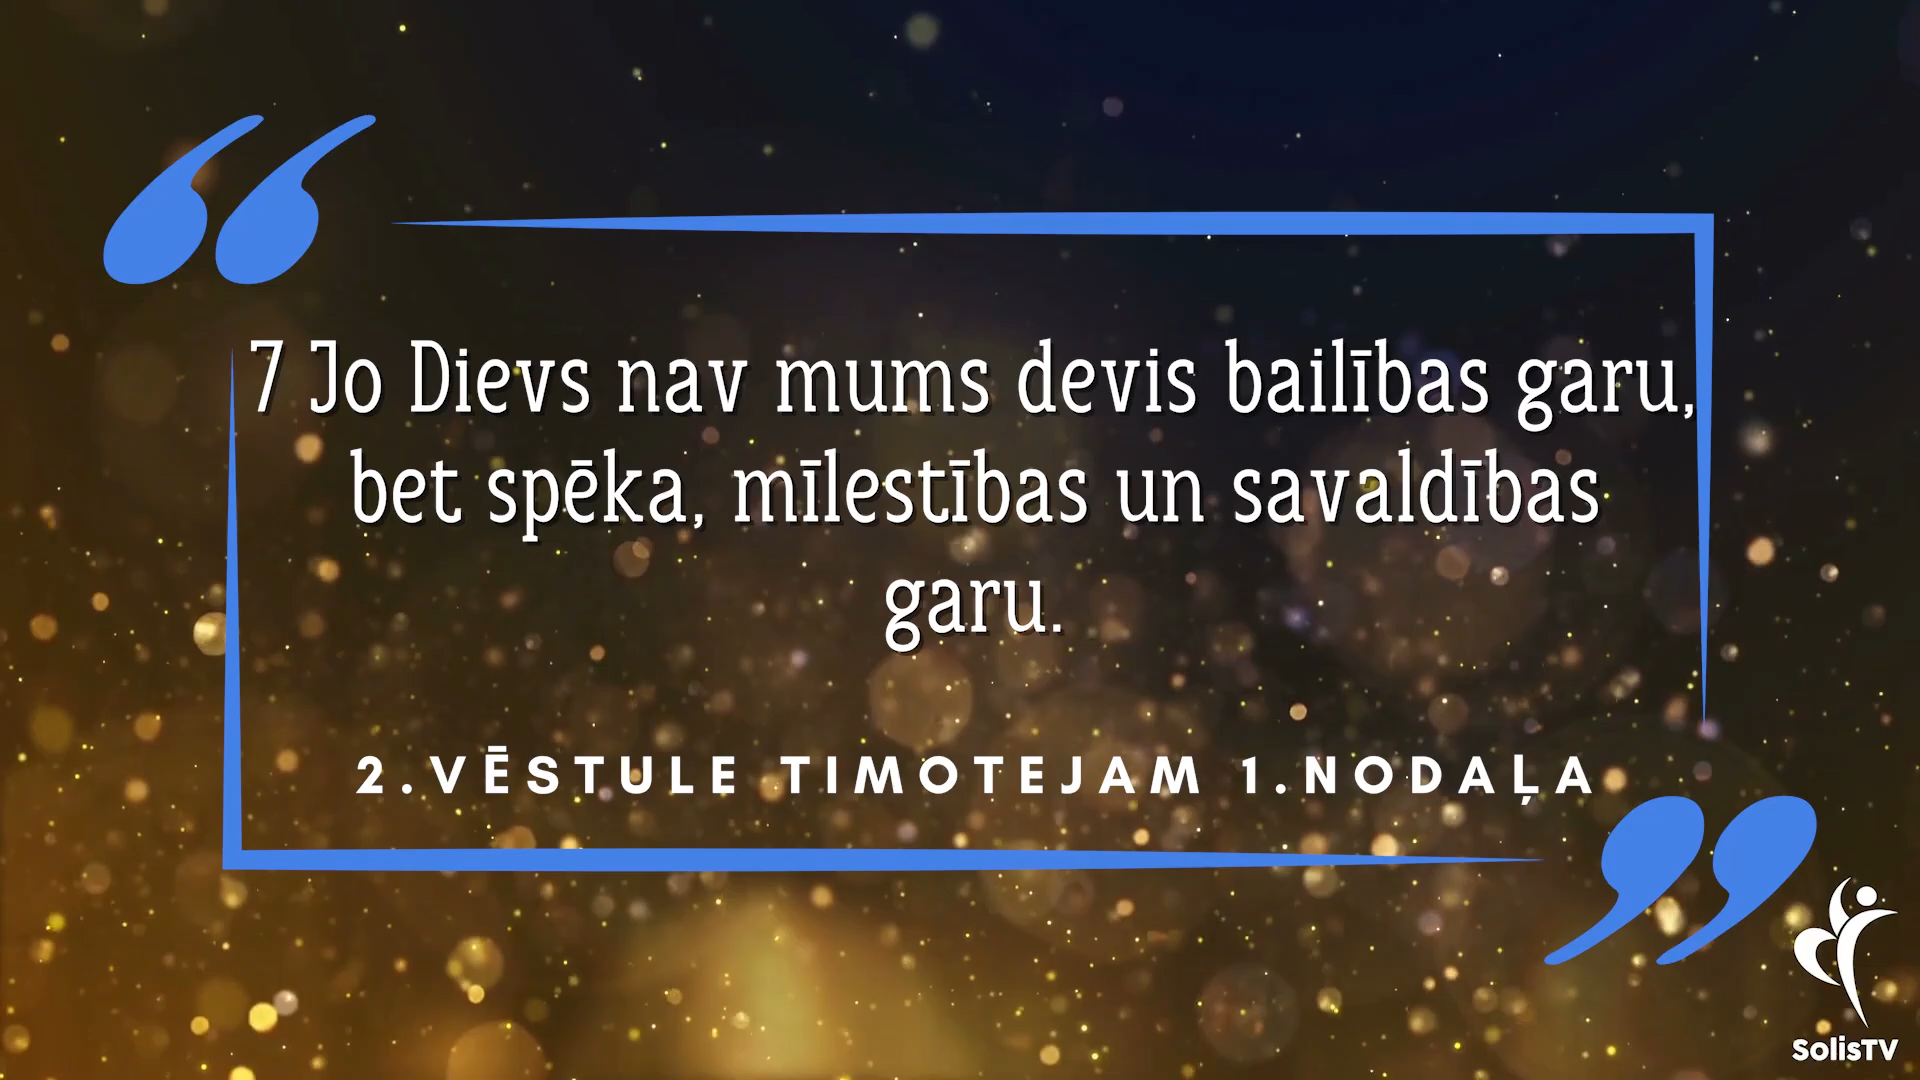 7 Jo Dievs nav mums devis bailības garu,
bet spēka, mīlestības un savaldības
garu.
2.VĒSTULE TIMOTEJAM 1.NODAĻA
SolisTV